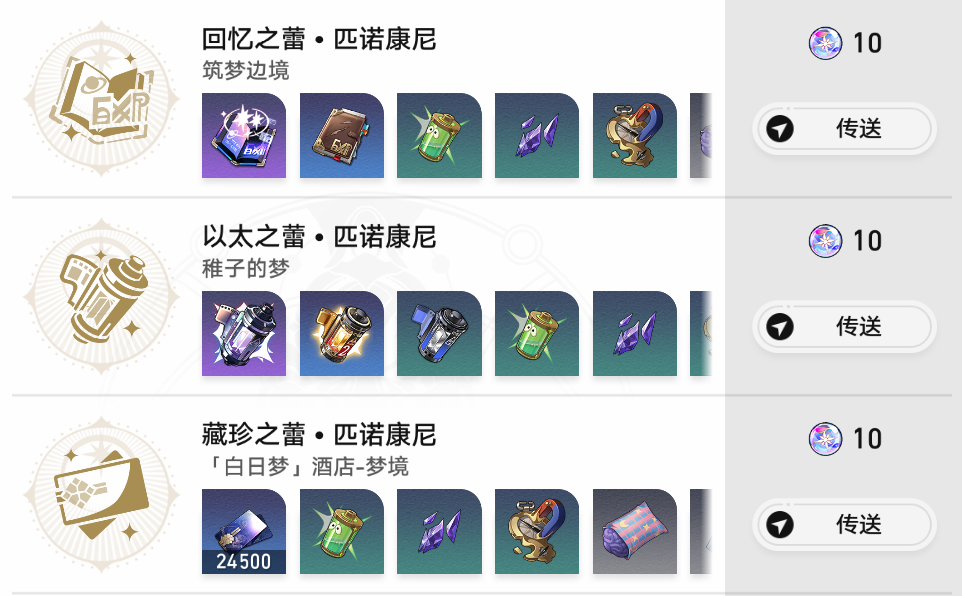 回忆之蕾•匹诺康尼
10
筑梦边境
传送
以太之蕾•匹诺康尼
10
稚子的梦
传送
藏珍之蕾•匹诺康尼
10
「白日梦」酒店-梦境
传送
24500